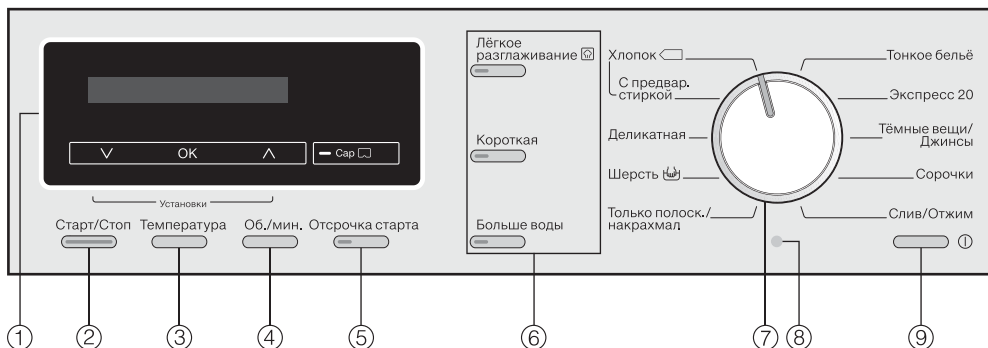 OK
Cap
Установки
Старт/Стоп
Температура
Об./мин.
Отсрочка старта
Лёгкое
разглаживание
Короткая
Больше воды
Хлопок
С предвар.
стиркой
Деликатная
Шерсть
Только полоск./
накрахмал.
Тонкое бельё
Экспресс 20
Тёмные вещи/
Джинсы
Сорочки
Слив/Отжим
1
2
3
4
5
6
7
8
9